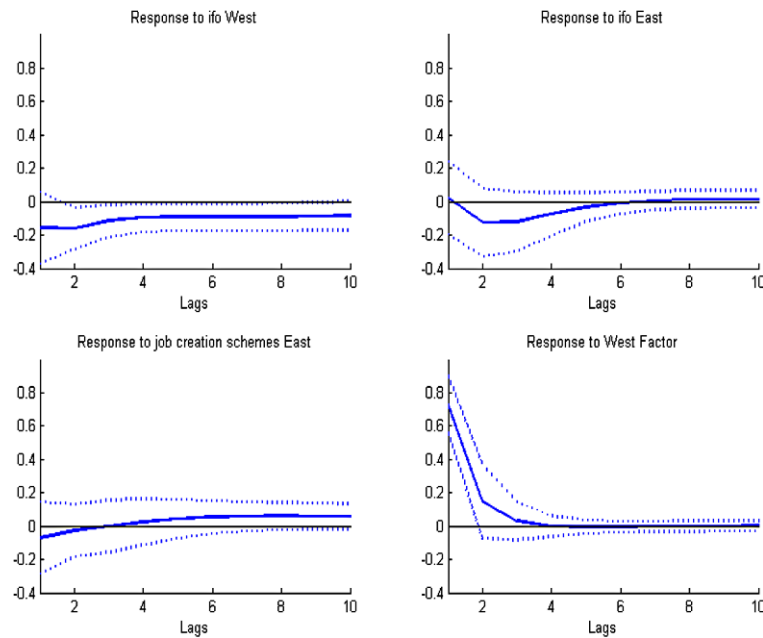 Response to ifo West
0.8
0.6
0.4
0.2
0
-0.2
-0.4
2 4 6 8 10
Lags
Response to ifo East
0.8
0.6
0.4
0.2
0
-0.2
-0.4
2 4 6 8 10
Lags
Response to job creation schemes East
0.8
0.6
0.4
0.2
0
-0.2
-0.4
2 4 6 8 10
Lags
Response to West Factor
0.8
0.6
0.4
0.2
0
-0.2
-0.4
2 4 6 8 10
Lags